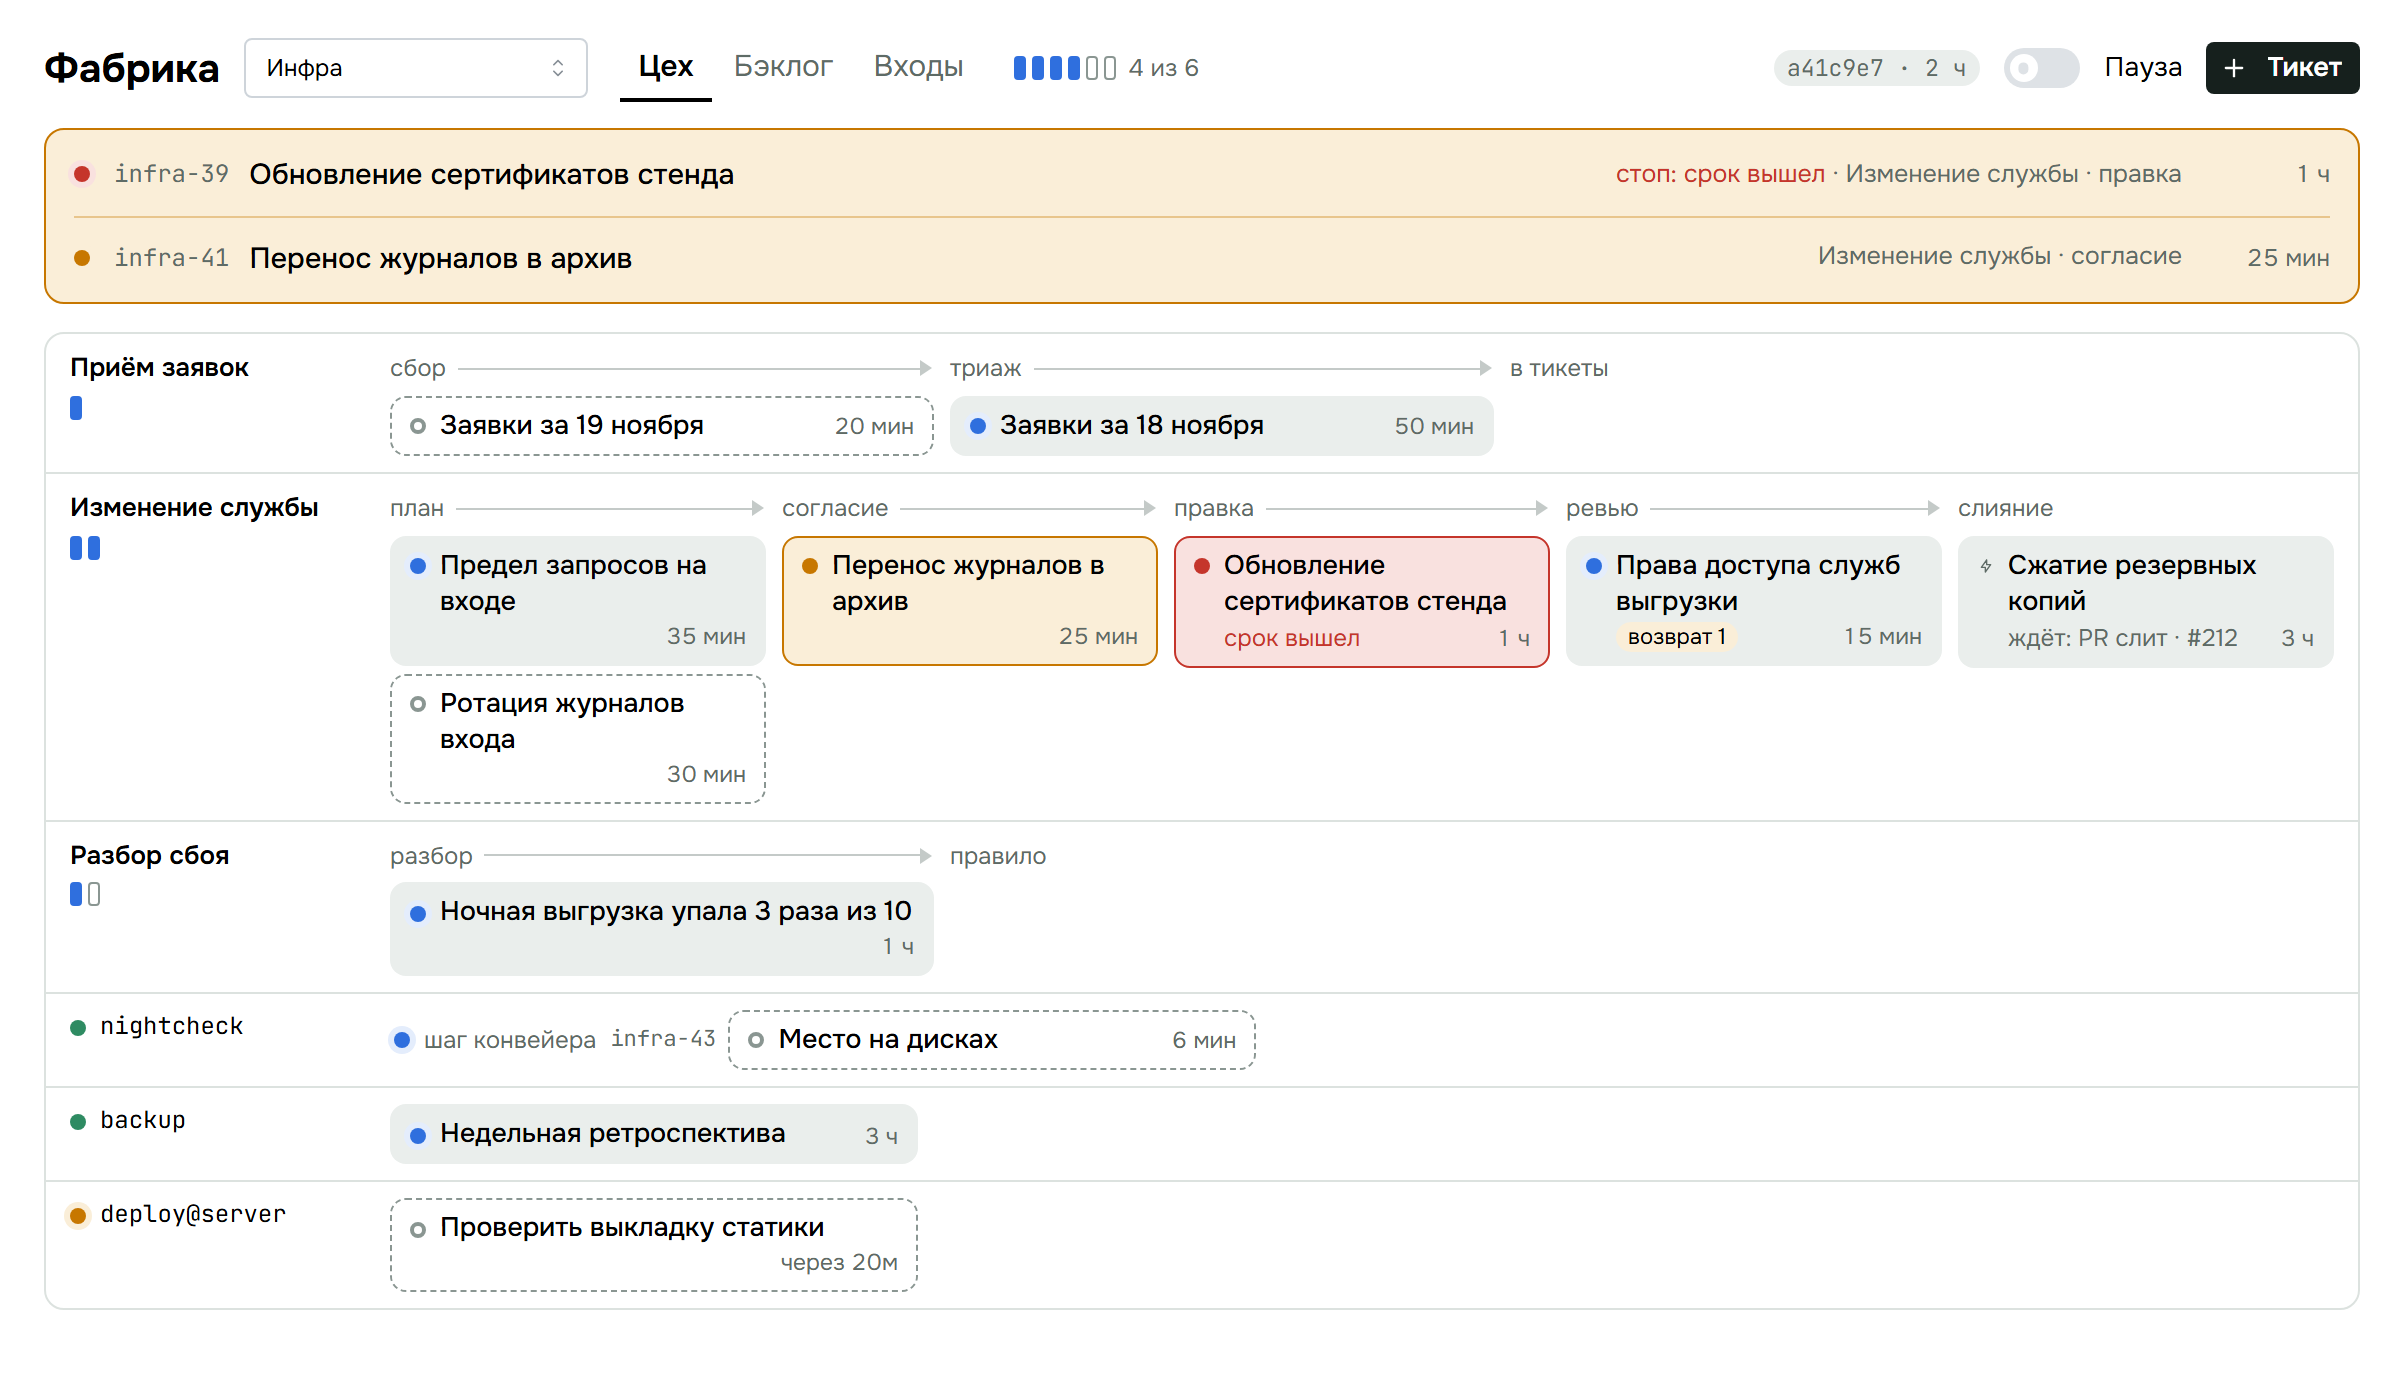 Фабрика
Инфра
Цех
Бэклог
Входы
4 из 6
a41c9e7 · 2 ч
Пауза
+ Тикет
infra-39 Обновление сертификатов стенда
стоп: срок вышел · Изменение службы · правка
1 ч
infra-41 Перенос журналов в архив
Изменение службы · согласие
25 мин
Приём заявок
сбор
триаж
в тикеты
Заявки за 19 ноября
20 мин
Заявки за 18 ноября
50 мин
Изменение службы
план
согласие
правка
ревью
слияние
Предел запросов на
входе
35 мин
Перенос журналов в
архив
25 мин
Обновление
сертификатов стенда
срок вышел
1 ч
Права доступа служб
выгрузки
возврат 1
15 мин
Сжатие резервных
копий
ждёт: PR слит · #212
3 ч
Ротация журналов
входа
30 мин
Разбор сбоя
разбор
правило
Ночная выгрузка упала 3 раза из 10
1 ч
nightcheck
шаг конвейера infra-43
Место на дисках
6 мин
backup
Недельная ретроспектива
3 ч
deploy@server
Проверить выкладку статики
через 20м